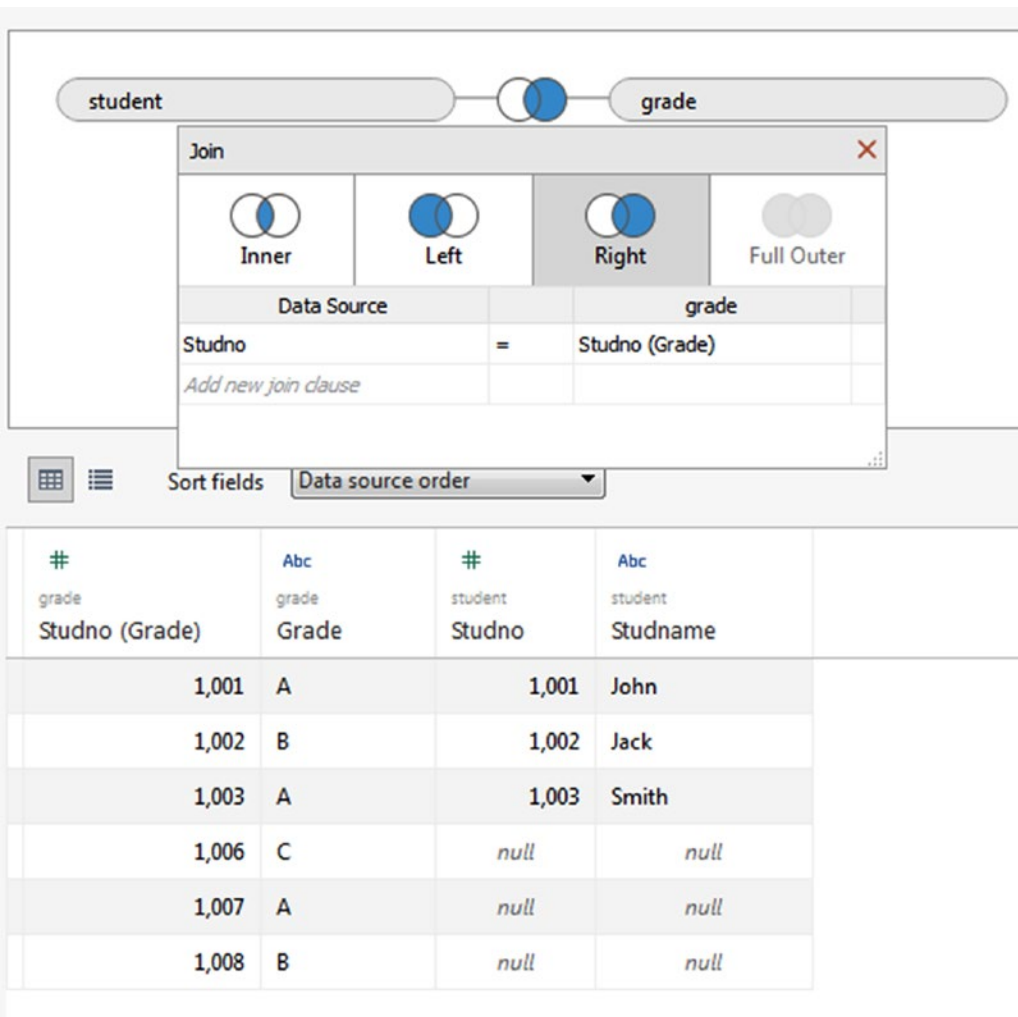 student grade
Join
Inner Left Right Full Outer
Data Source grade
Studno = Studno (Grade)
Add new join clause
Sort fields Data source order
# Abc # Abc
grade grade student student
Studno (Grade) Grade Studno Studname
1,001 A 1,001 John
1,002 B 1,002 Jack
1,003 A 1,003 Smith
1,006 C null null
1,007 A null null
1,008 B null null